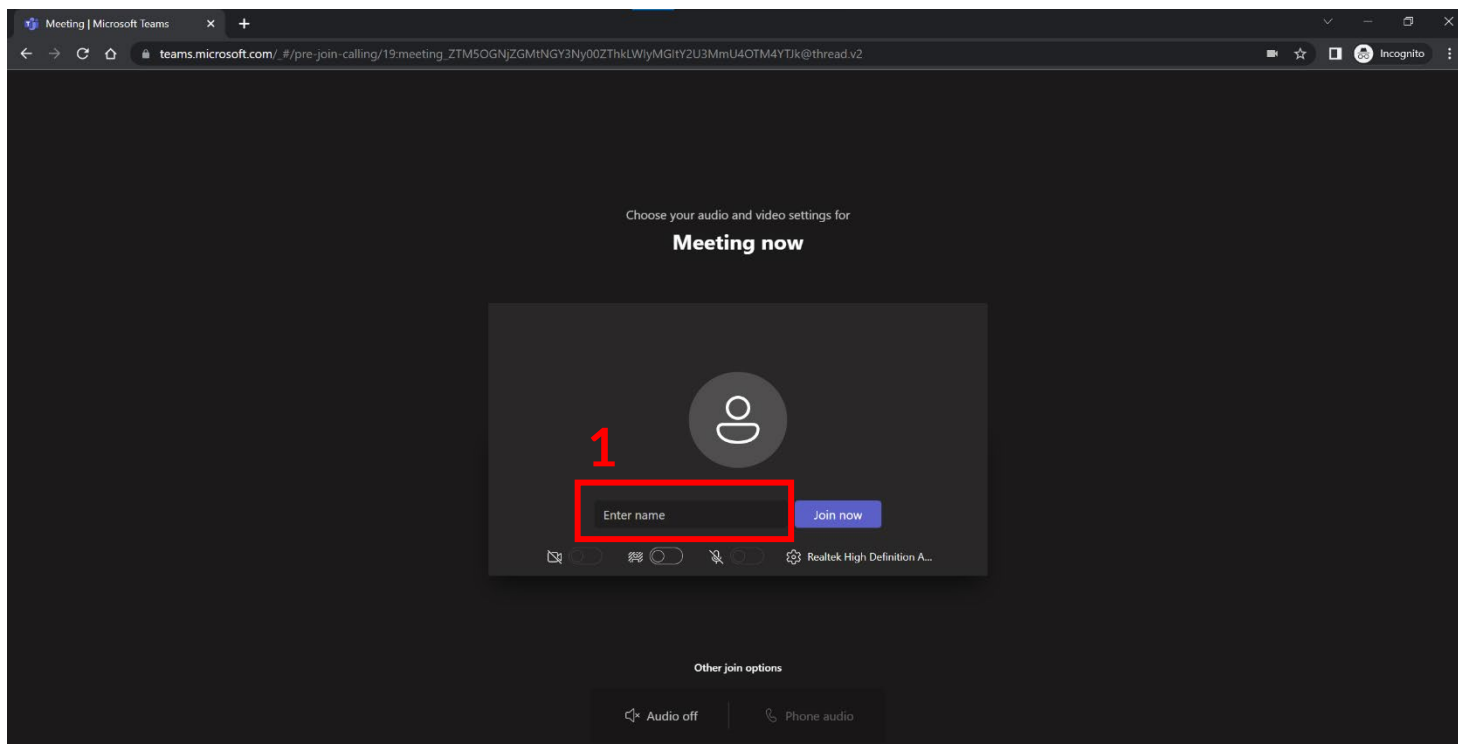 Meeting | Microsoft Teams
teams.microsoft.com/_#/pre-join-calling/19:meeting_ZTM5OGNjZGMtNGY3Ny00ZThkLWIyMGItY2U3MmU4OTM4YTJk@thread.v2
Incognito
Choose your audio and video settings for
Meeting now
1
Enter name
Join now
Realtek High Definition A...
Other join options
Audio off
Phone audio